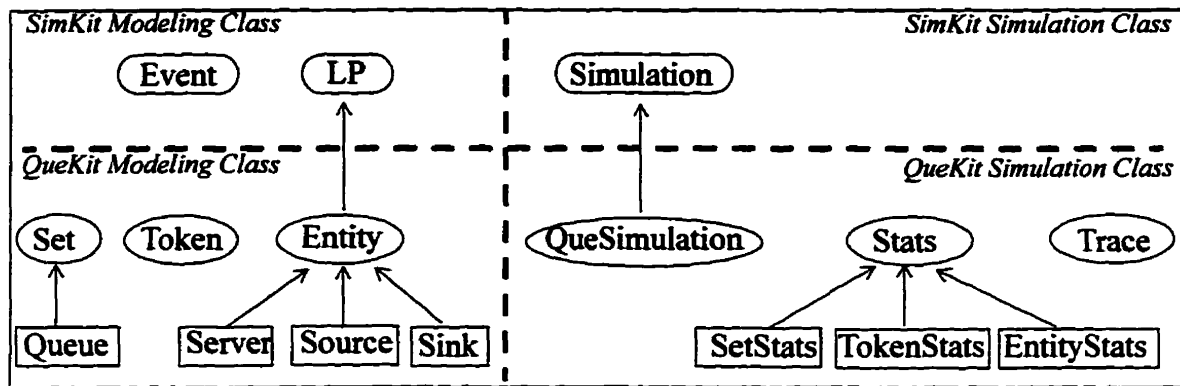 SimKit Modeling Class
SimKit Simulation Class
Event
LP
Simulation
QueKit Modeling Class
QueKit Simulation Class
Set
Token
Entity
QueSimulation
Stats
Trace
Queue
Server
Source
Sink
SetStats
TokenStats
EntityStats